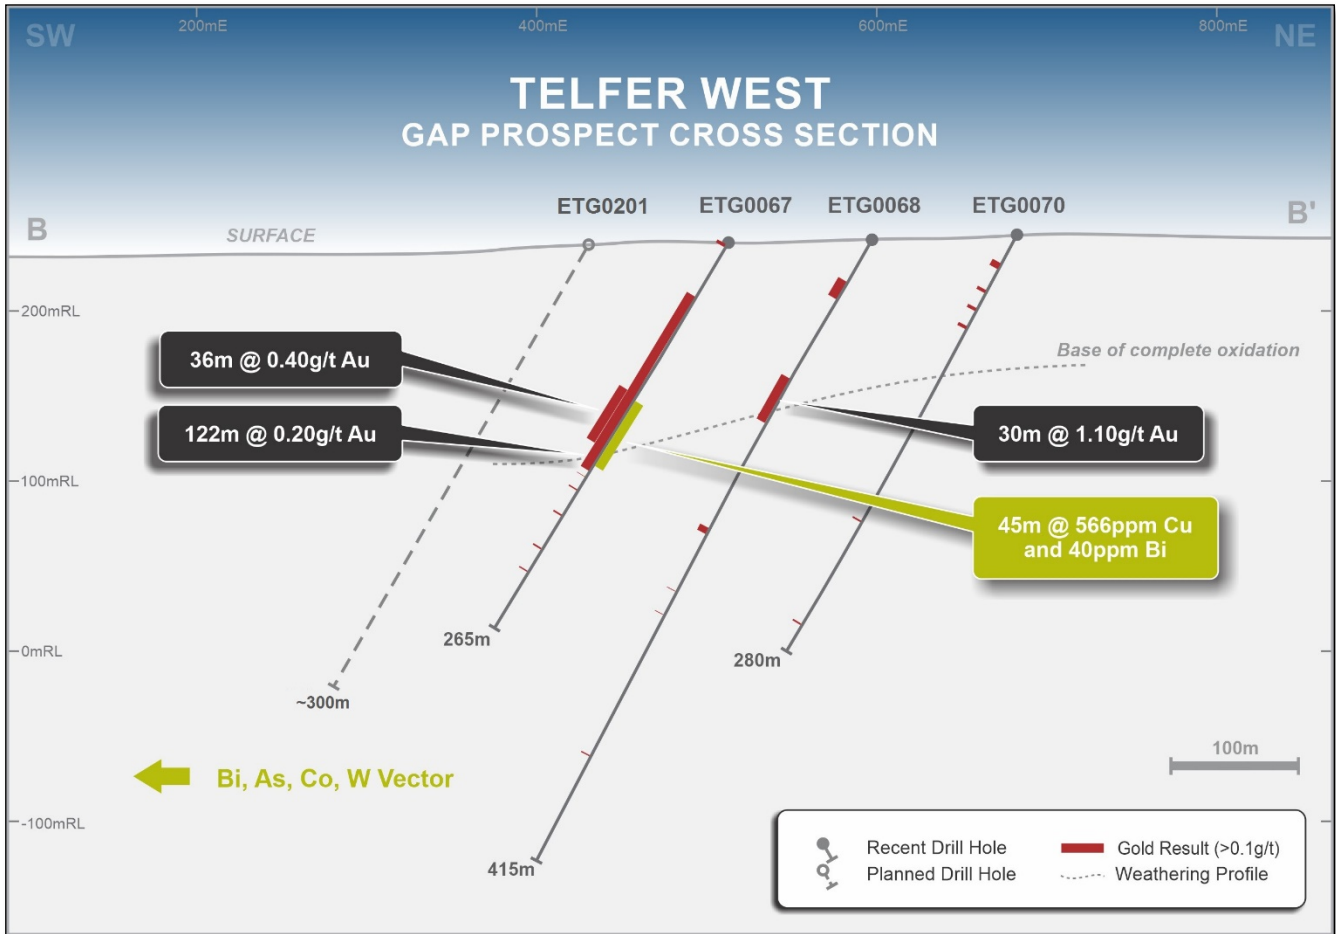 200mE
400mE
600mE
800mE
SW
NE
TELFER WEST
GAP PROSPECT CROSS SECTION
ETG0201
ETG0067
ETG0068
ETG0070
B
B'
SURFACE
200mRL
Base of complete oxidation
36m @ 0.40g/t Au
122m @ 0.20g/t Au
30m @ 1.10g/t Au
100mRL
45m @ 566ppm Cu
and 40ppm Bi
265m
0mRL
280m
~300m
100m
Bi, As, Co, W Vector
-100mRL
415m
Recent Drill Hole
Gold Result (>0.1g/t)
Planned Drill Hole
Weathering Profile